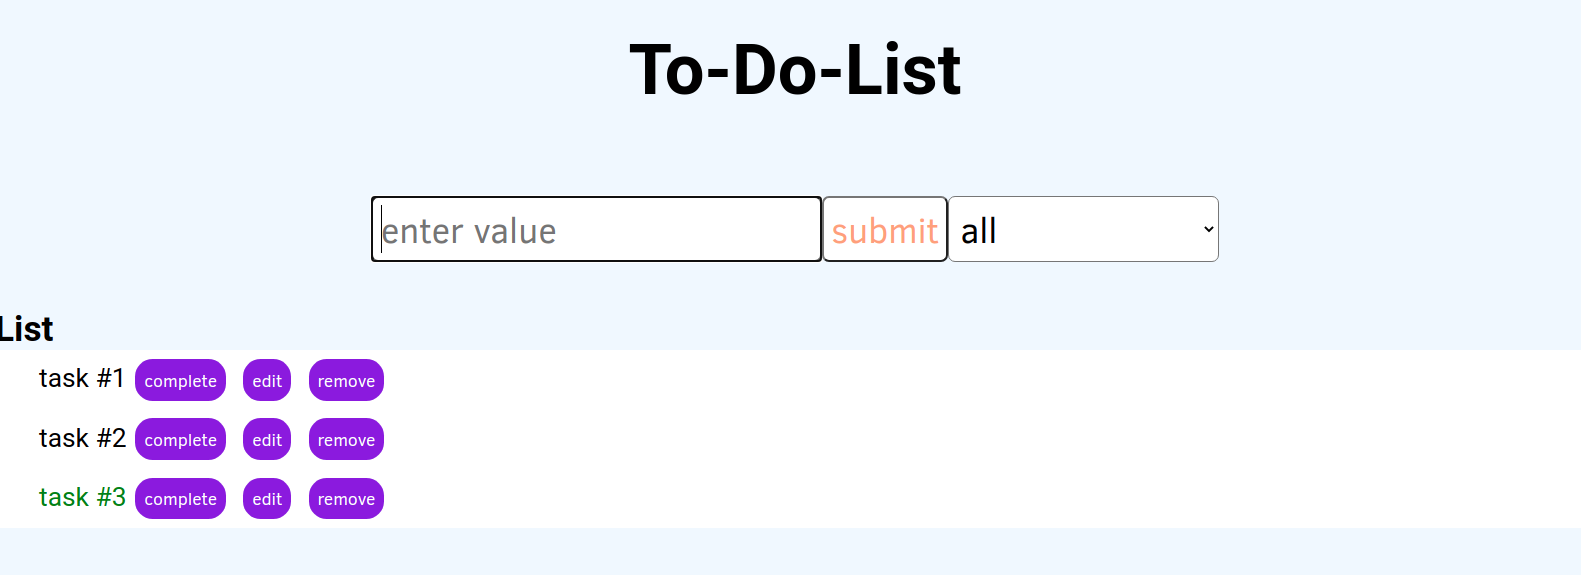 To-Do-List
enter value submit all
List
task #1 complete edit remove
task #2 complete edit remove
task #3 complete edit remove